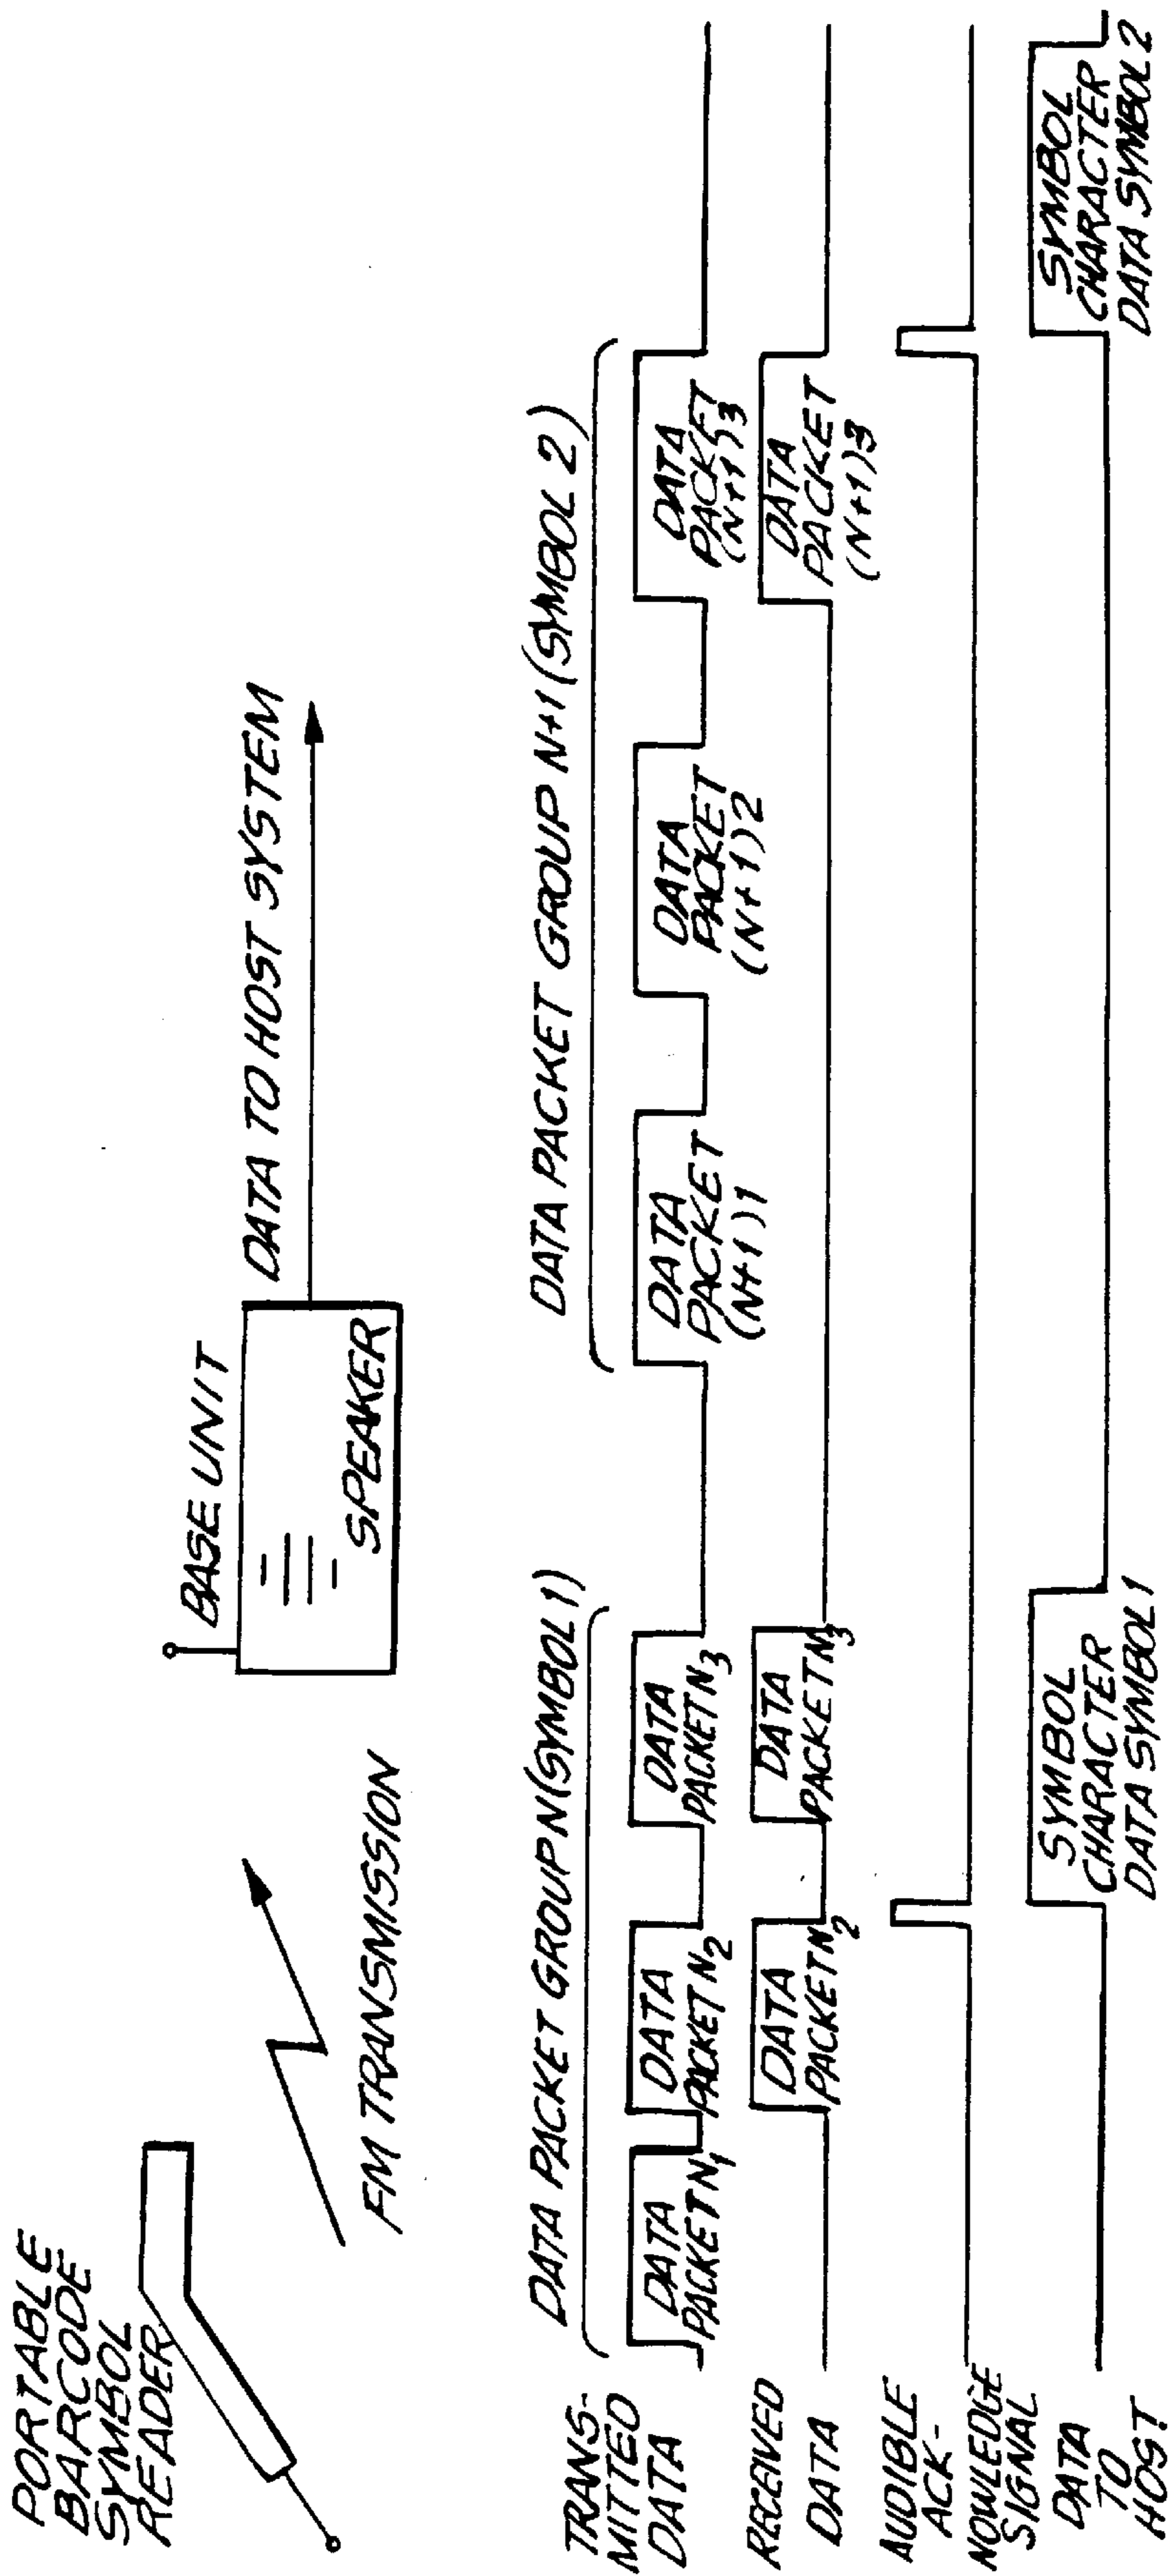 PORTABLE
BARCODE
SYMBOL
READER
FM TRANSMISSION
BASE UNIT
SPEAKER
DATA TO HOST SYSTEM
DATA PACKET GROUP N(SYMBOL 1)
DATA PACKET GROUP N+1 (SYMBOL 2)
TRANS-
MITTED
DATA
DATA
PACKET N1
DATA
PACKET N2
DATA
PACKET N3
DATA
PACKET
(N+1)1
DATA
PACKET
(N+1)2
DATA
PACKET
(N+1)3
RECEIVED
DATA
DATA
PACKET N2
DATA
PACKET N3
DATA
PACKET
(N+1)3
AUDIBLE
ACK-
NOWLEDGE
SIGNAL
DATA
TO
HOST
SYMBOL
CHARACTER
DATA SYMBOL 1
SYMBOL
CHARACTER
DATA SYMBOL 2